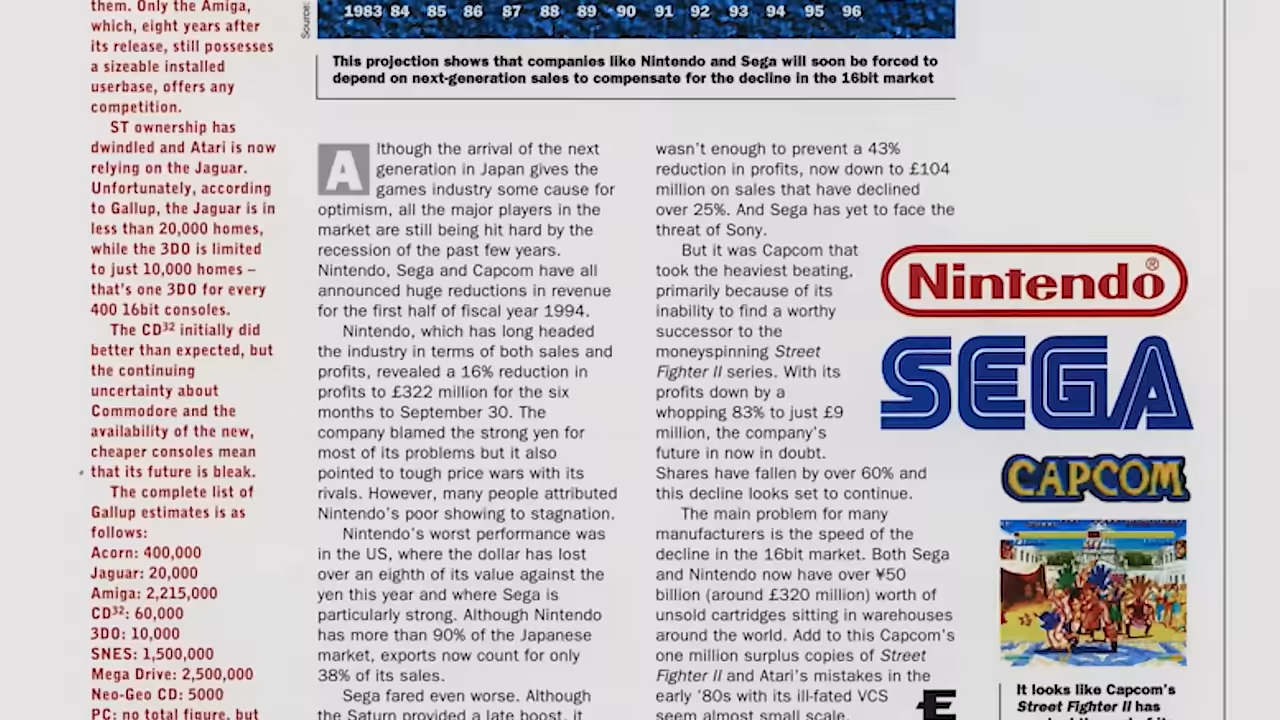 them. Only the Amiga,
which, eight years after
its release, still possesses
a sizeable installed
userbase, offers any
competition.
ST ownership has
dwindled and Atari is now
relying on the Jaguar.
Unfortunately, according
to Gallup, the Jaguar is in
less than 20,000 homes,
while the 3DO is limited
to just 10,000 homes –
that's one 3DO for every
400 16bit consoles.
The CD32 initially did
better than expected, but
the continuing
uncertainty about
Commodore and the
availability of the new,
cheaper consoles mean
that its future is bleak.
The complete list of
Gallup estimates is as
follows:
Acorn: 400,000
Jaguar: 20,000
Amiga: 2,215,000
CD32: 60,000
3DO: 10,000
SNES: 1,500,000
Mega Drive: 2,500,000
Neo-Geo CD: 5000
PC: no total figure, but
Source:
1983 84 85 86 87 88 89 90 91 92 93 94 95 96
This projection shows that companies like Nintendo and Sega will soon be forced to
depend on next-generation sales to compensate for the decline in the 16bit market
Although the arrival of the next
generation in Japan gives the
games industry some cause for
optimism, all the major players in the
market are still being hit hard by the
recession of the past few years.
Nintendo, Sega and Capcom have all
announced huge reductions in revenue
for the first half of fiscal year 1994.
Nintendo, which has long headed
the industry in terms of both sales and
profits, revealed a 16% reduction in
profits to £322 million for the six
months to September 30. The
company blamed the strong yen for
most of its problems but it also
pointed to tough price wars with its
rivals. However, many people attributed
Nintendo's poor showing to stagnation.
Nintendo's worst performance was
in the US, where the dollar has lost
over an eighth of its value against the
yen this year and where Sega is
particularly strong. Although Nintendo
has more than 90% of the Japanese
market, exports now count for only
38% of its sales.
Sega fared even worse. Although
the Saturn provided a late boost, it
wasn't enough to prevent a 43%
reduction in profits, now down to £104
million on sales that have declined
over 25%. And Sega has yet to face the
threat of Sony.
But it was Capcom that
took the heaviest beating,
primarily because of its
inability to find a worthy
successor to the
moneyspinning Street
Fighter II series. With its
profits down by a
whopping 83% to just £9
million, the company's
future in now in doubt.
Shares have fallen by over 60% and
this decline looks set to continue.
The main problem for many
manufacturers is the speed of the
decline in the 16bit market. Both Sega
and Nintendo now have over ¥50
billion (around £320 million) worth of
unsold cartridges sitting in warehouses
around the world. Add to this Capcom's
one million surplus copies of Street
Fighter II and Atari's mistakes in the
early '80s with its ill-fated VCS
seem almost small scale.
Nintendo®
SEGA
CAPCOM
It looks like Capcom's
Street Fighter II has